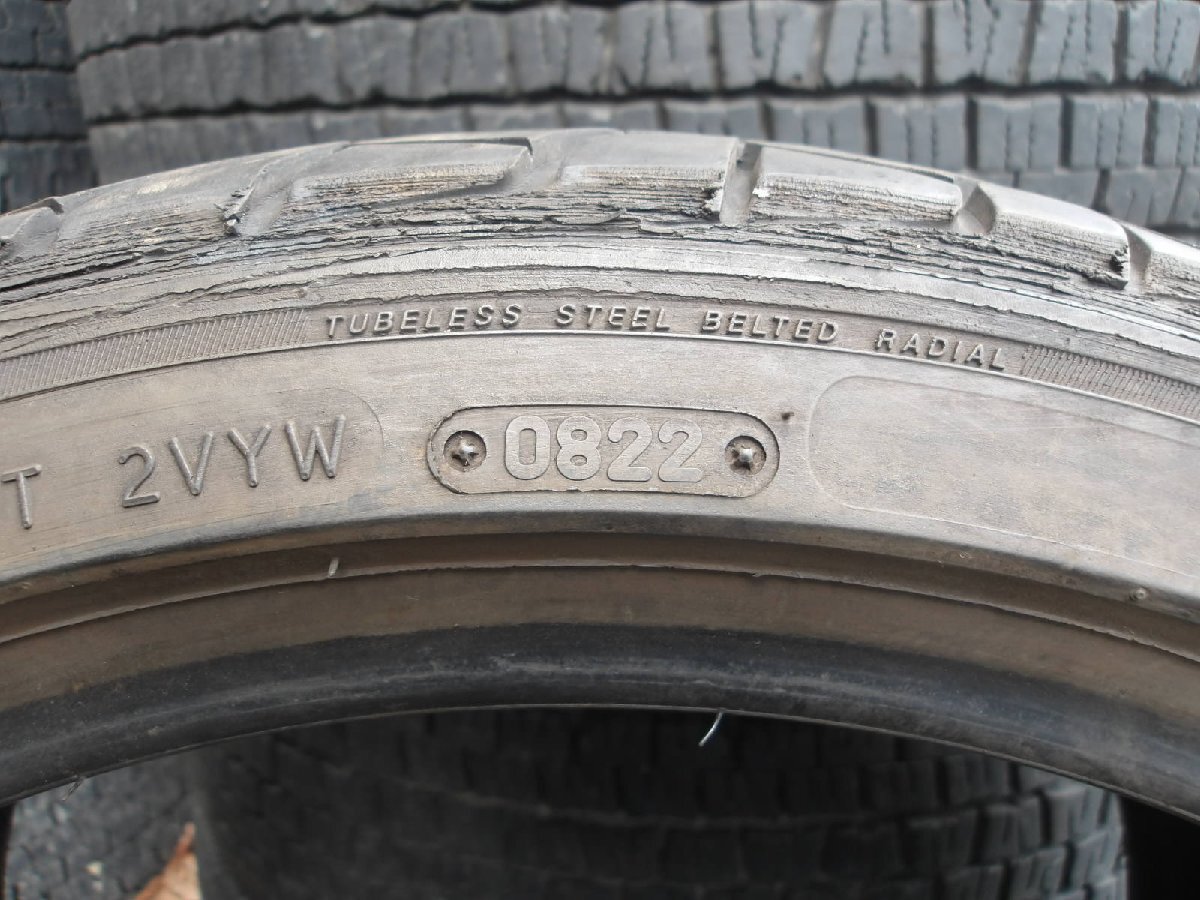 TUBELESS STEEL BELTED RADIAL
T 2VYW 0822